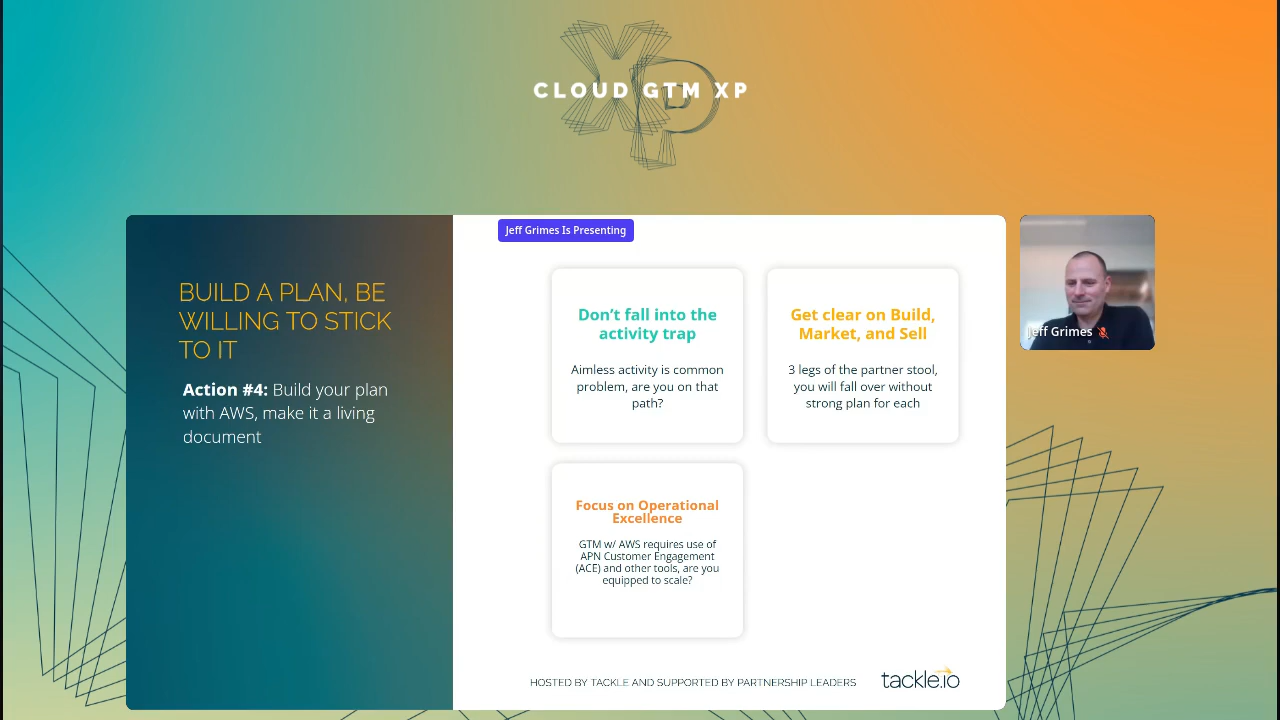 CLOUD GTM XP
Jeff Grimes Is Presenting
BUILD A PLAN, BE
WILLING TO STICK
TO IT
Action #4: Build your plan
with AWS, make it a living
document
Don’t fall into the
activity trap
Aimless activity is common
problem, are you on that
path?
Get clear on Build,
Market, and Sell
3 legs of the partner stool,
you will fall over without
strong plan for each
Focus on Operational
Excellence
GTM w/ AWS requires use of
APN Customer Engagement
(ACE) and other tools, are you
equipped to scale?
HOSTED BY TACKLE AND SUPPORTED BY PARTNERSHIP LEADERS
tackle.io
Jeff Grimes